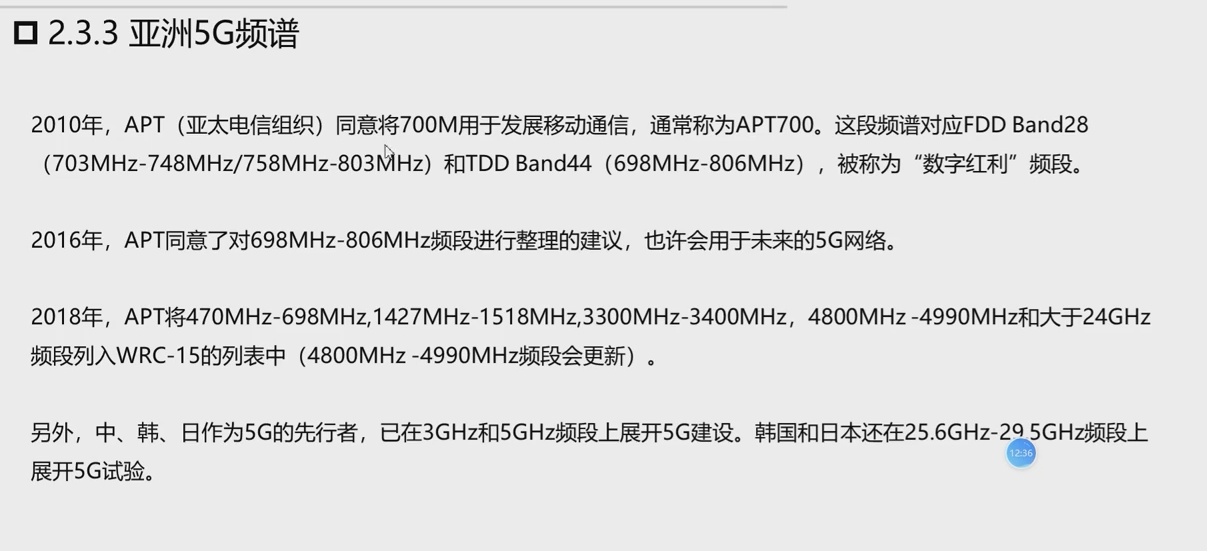 2.3.3 亚洲5G频谱
2010年，APT（亚太电信组织）同意将700M用于发展移动通信，通常称为APT700。这段频谱对应FDD Band28
（703MHz-748MHz/758MHz-803MHz）和TDD Band44（698MHz-806MHz），被称为“数字红利”频段。
2016年，APT同意了对698MHz-806MHz频段进行整理的建议，也许会用于未来的5G网络。
2018年，APT将470MHz-698MHz,1427MHz-1518MHz,3300MHz-3400MHz，4800MHz -4990MHz和大于24GHz
频段列入WRC-15的列表中（4800MHz -4990MHz频段会更新）。
另外，中、韩、日作为5G的先行者，已在3GHz和5GHz频段上展开5G建设。韩国和日本还在25.6GHz-29.5GHz频段上
展开5G试验。
12:36